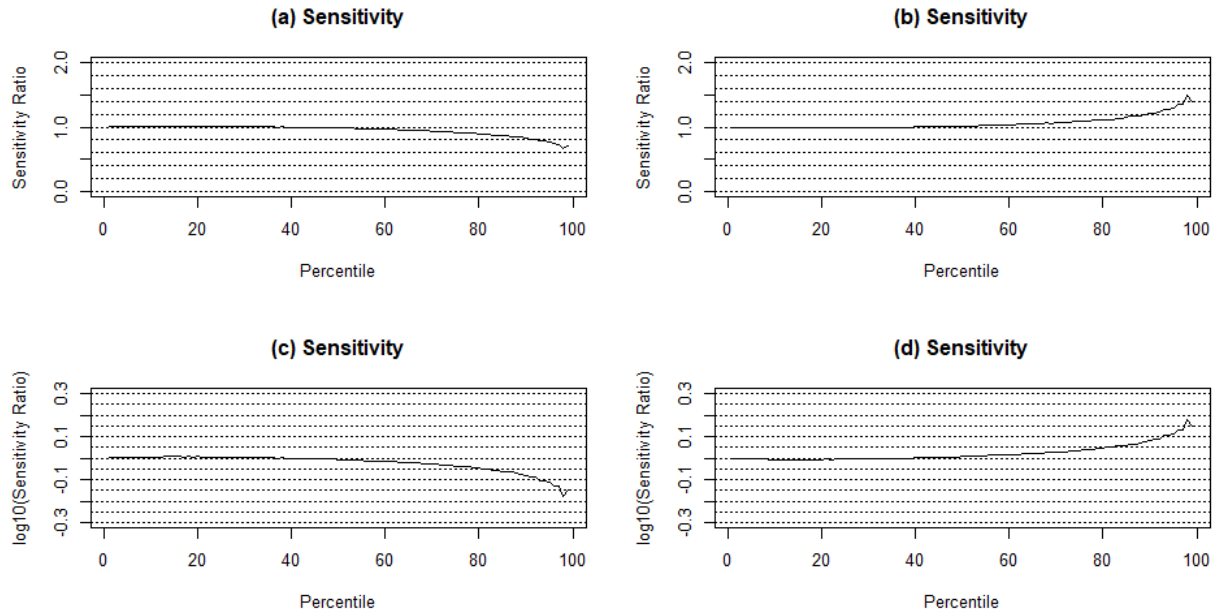 (a) Sensitivity
Sensitivity Ratio
2.0
1.0
0.0
0 20 40 60 80 100
Percentile
(b) Sensitivity
Sensitivity Ratio
2.0
1.0
0.0
0 20 40 60 80 100
Percentile
(c) Sensitivity
log10(Sensitivity Ratio)
0.3
0.1
-0.1
-0.3
0 20 40 60 80 100
Percentile
(d) Sensitivity
log10(Sensitivity Ratio)
0.3
0.1
-0.1
-0.3
0 20 40 60 80 100
Percentile